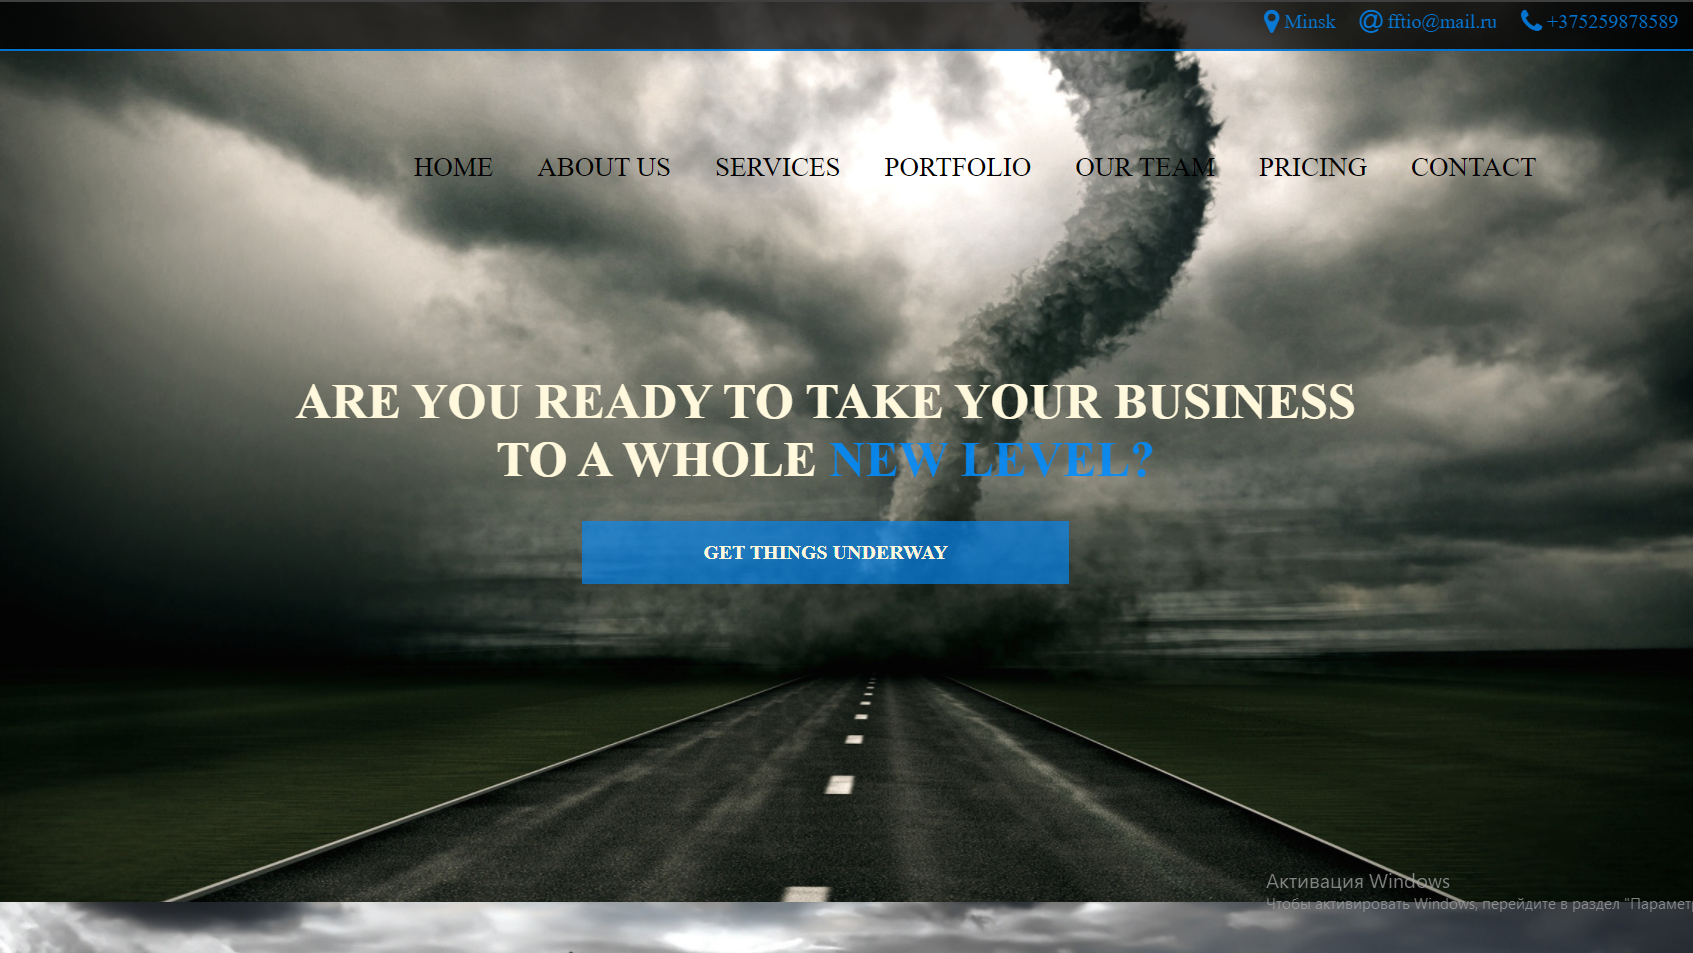 Minsk @ fftio@mail.ru +375259878589
HOME ABOUT US SERVICES PORTFOLIO OUR TEAM PRICING CONTACT
ARE YOU READY TO TAKE YOUR BUSINESS
TO A WHOLE NEW LEVEL?
GET THINGS UNDERWAY
Активация Windows
Чтобы активировать Windows, перейдите в раздел "Парамет